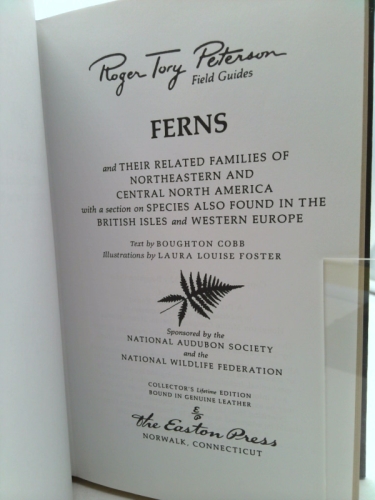 Roger Tory Peterson
Field Guides
FERNS
and THEIR RELATED FAMILIES OF
NORTHEASTERN AND
CENTRAL NORTH AMERICA
with a section on SPECIES ALSO FOUND IN THE
BRITISH ISLES and WESTERN EUROPE
Text by BOUGHTON COBB
Illustrations by LAURA LOUISE FOSTER
Sponsored by the
NATIONAL AUDUBON SOCIETY
and the
NATIONAL WILDLIFE FEDERATION
COLLECTOR'S Lifetime EDITION
BOUND IN GENUINE LEATHER
the Easton Press
NORWALK, CONNECTICUT